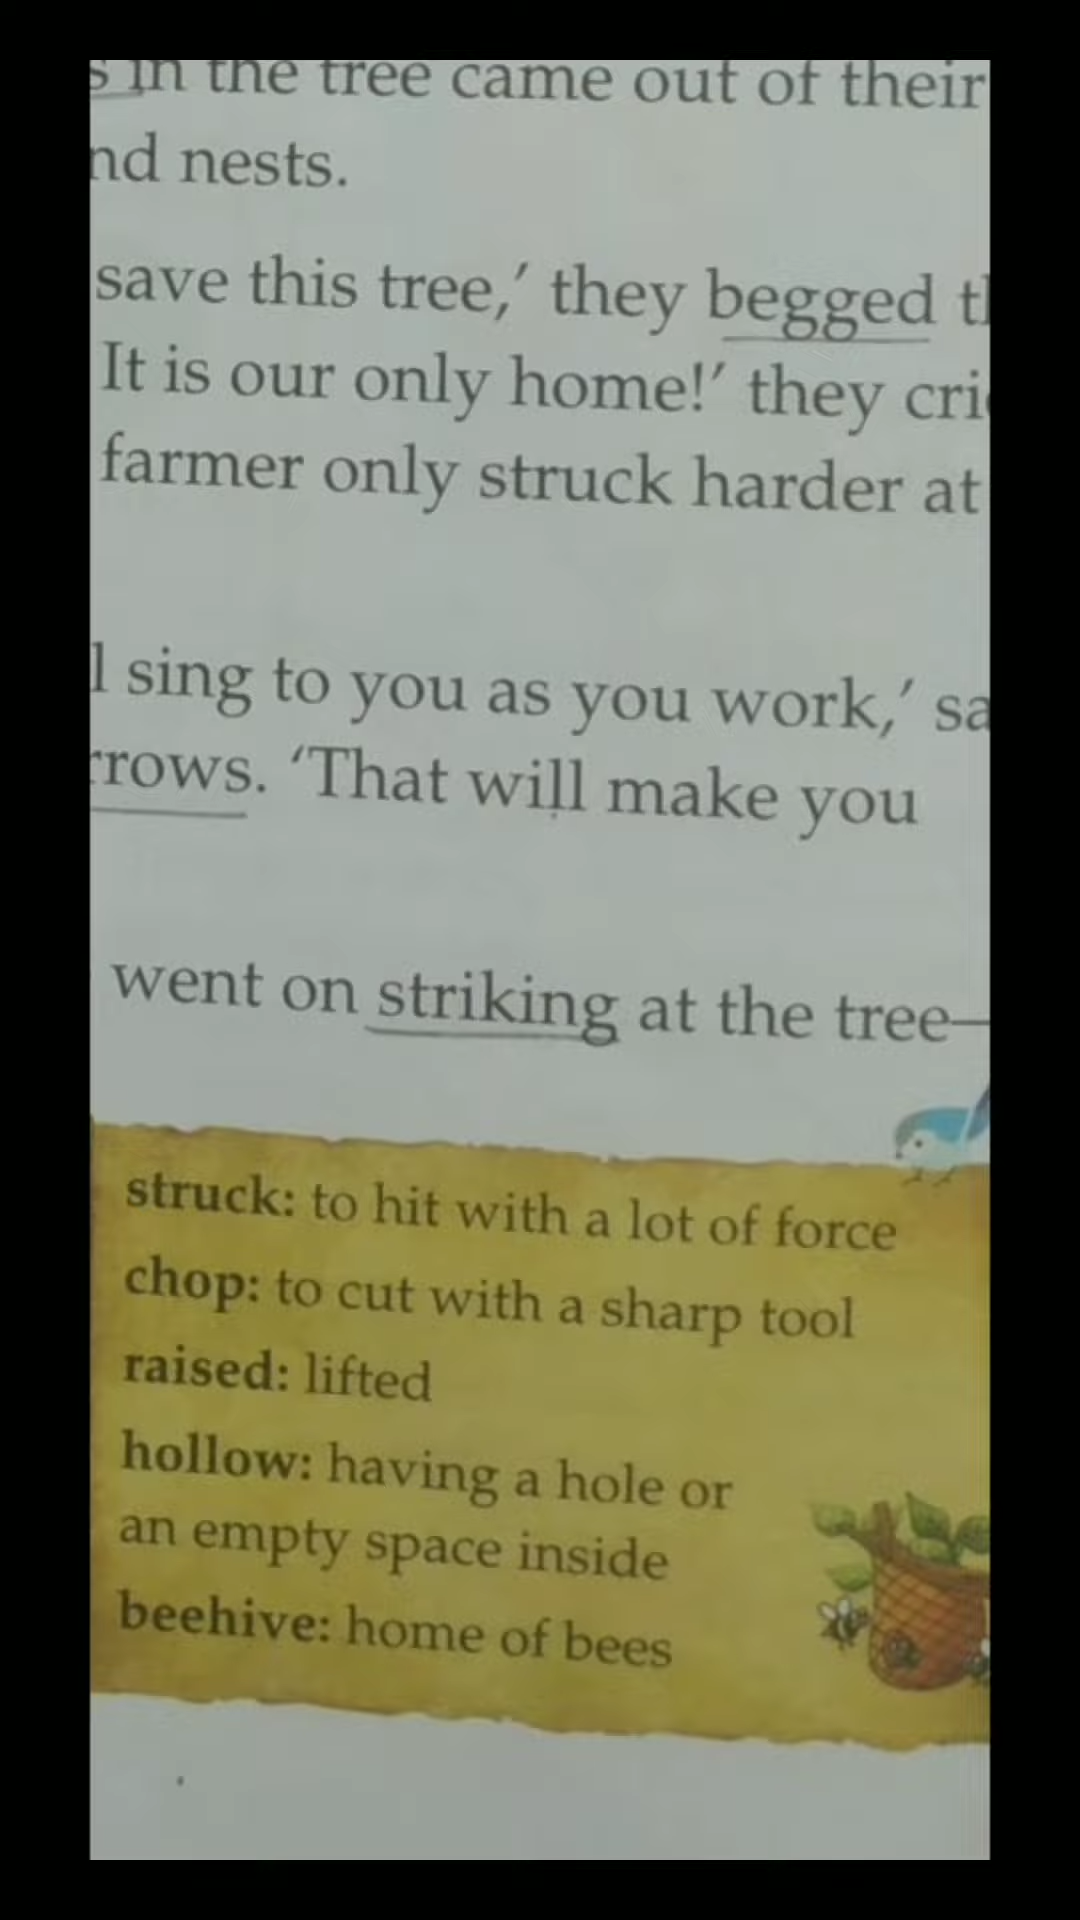 s in the tree came out of their
nd nests.
save this tree,’ they begged
It is our only home!’ they
farmer only struck harder at
sing to you as you work,’
rrows. ‘That will make you
went on striking at the tree—
struck: to hit with a lot of force
chop: to cut with a sharp tool
raised: lifted
hollow: having a hole or
an empty space inside
beehive: home of bees